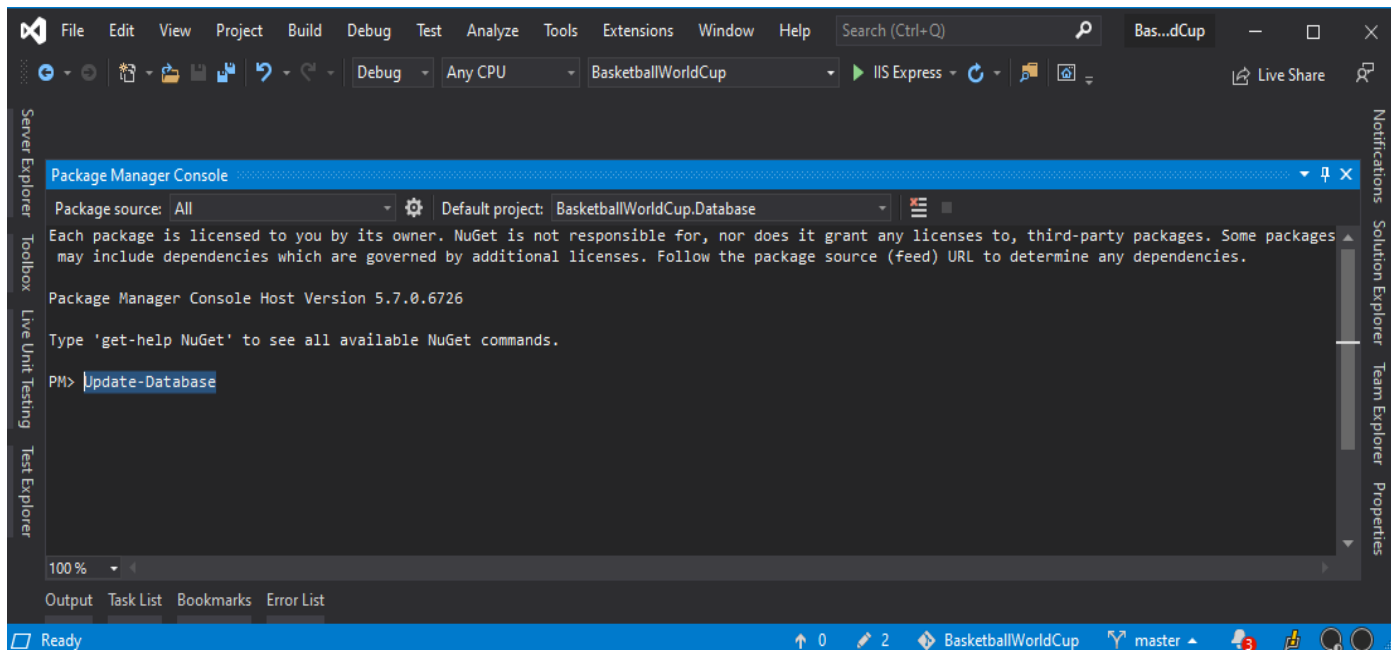 File Edit View Project Build Debug Test Analyze Tools Extensions Window Help Search (Ctrl+Q) Bas...dCup
Debug Any CPU BasketballWorldCup IIS Express Live Share
Server Explorer
Toolbox
Live Unit Testing
Test Explorer
Package Manager Console
Package source: All Default project: BasketballWorldCup.Database
Each package is licensed to you by its owner. NuGet is not responsible for, nor does it grant any licenses to, third-party packages. Some packages
may include dependencies which are governed by additional licenses. Follow the package source (feed) URL to determine any dependencies.
Package Manager Console Host Version 5.7.0.6726
Type 'get-help NuGet' to see all available NuGet commands.
PM> Update-Database
100 %
Notifications
Solution Explorer
Team Explorer
Properties
Output Task List Bookmarks Error List
Ready 0 2 BasketballWorldCup master 3